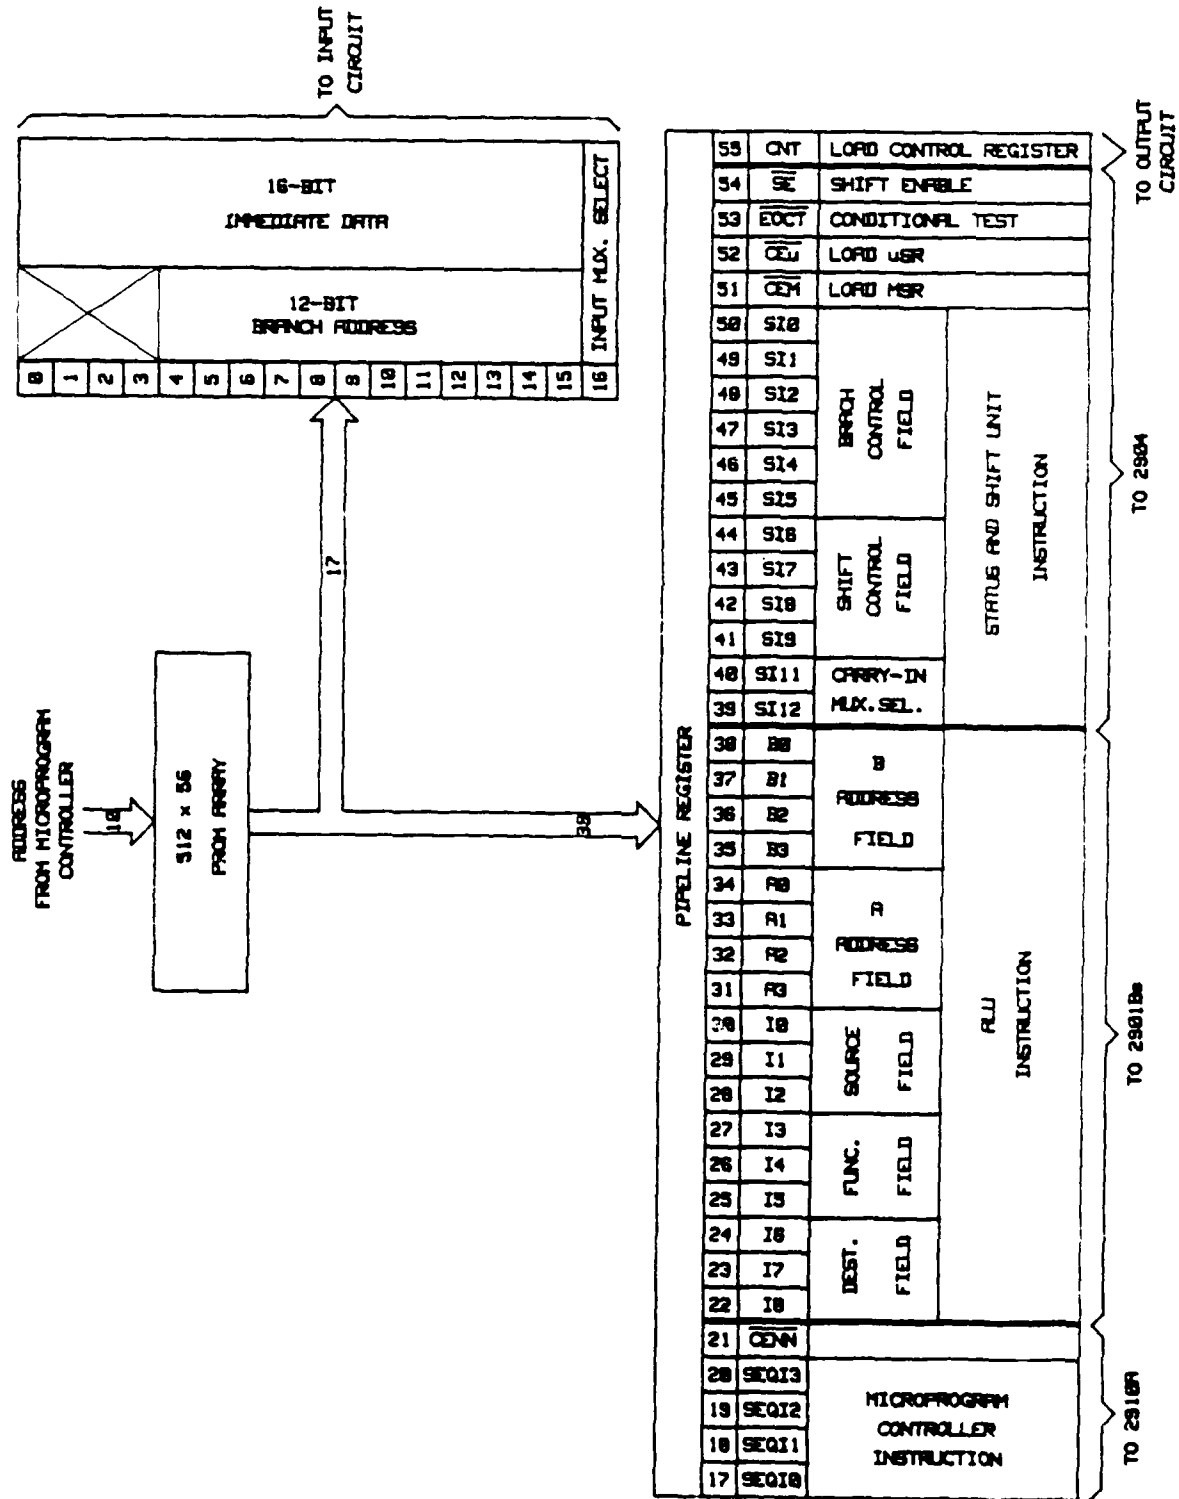 ADDRESS
FROM MICROPROGRAM
CONTROLLER
10
512 x 56
PROM ARRAY
17
39
TO INPUT
CIRCUIT
16-BIT
IMMEDIATE DATA
12-BIT
BRANCH ADDRESS
INPUT MUX. SELECT
0
1
2
3
4
5
6
7
8
9
10
11
12
13
14
15
16
PIPELINE REGISTER
55 CNT LOAD CONTROL REGISTER
54 SE SHIFT ENABLE
53 EOCT CONDITIONAL TEST
52 CEu LOAD uSR
51 CEM LOAD MSR
50 SI0
49 SI1
48 SI2
47 SI3
46 SI4
45 SI5
BRACH
CONTROL
FIELD
44 SI6
43 SI7
42 SI8
41 SI9
SHIFT
CONTROL
FIELD
40 SI11 CARRY-IN
39 SI12 MUX.SEL.
STATUS AND SHIFT UNIT
INSTRUCTION
38 B0
37 B1
36 B2
35 B3
B
ADDRESS
FIELD
34 A0
33 A1
32 A2
31 A3
A
ADDRESS
FIELD
30 I0
29 I1
28 I2
SOURCE
FIELD
27 I3
26 I4
25 I5
FUNC.
FIELD
24 I6
23 I7
22 I8
DEST.
FIELD
ALU
INSTRUCTION
21 CENN
20 SEQI3
19 SEQI2
18 SEQI1
17 SEQI0
MICROPROGRAM
CONTROLLER
INSTRUCTION
TO OUTPUT
CIRCUIT
TO 2904
TO 2901Bs
TO 2910A